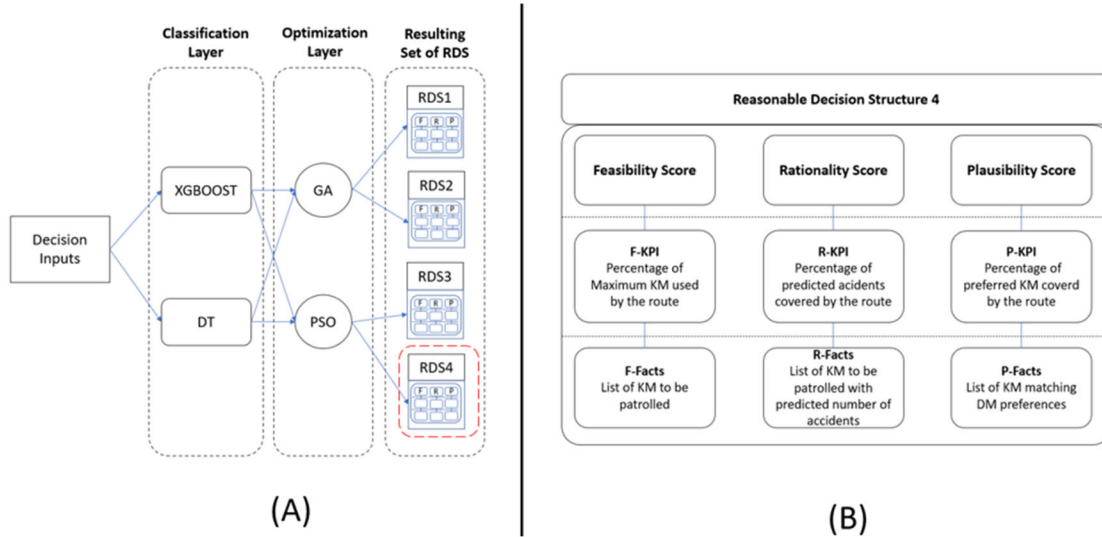 Classification
Layer
Optimization
Layer
Resulting
Set of RDS
Decision
Inputs
XGBOOST
DT
GA
PSO
RDS1
F R P
RDS2
F R P
RDS3
F R P
RDS4
F R P
(A)
Reasonable Decision Structure 4
Feasibility Score
Rationality Score
Plausibility Score
F-KPI
Percentage of
Maximum KM used
by the route
R-KPI
Percentage of
predicted acidents
covered by the route
P-KPI
Percentage of
preferred KM coverd
by the route
F-Facts
List of KM to be
patrolled
R-Facts
List of KM to be
patrolled with
predicted number of
accidents
P-Facts
List of KM matching
DM preferences
(B)